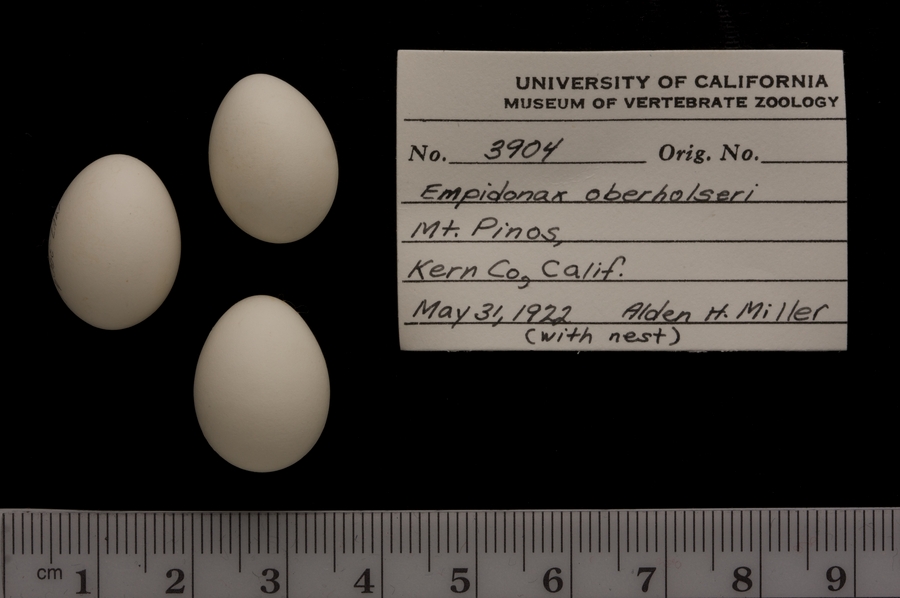 UNIVERSITY OF CALIFORNIA
MUSEUM OF VERTEBRATE ZOOLOGY
No. 3904 Orig. No.
Empidonax oberholseri
Mt. Pinos,
Kern Co, Calif.
May 31, 1922 Alden H. Miller
(with nest)
cm 1 2 3 4 5 6 7 8 9